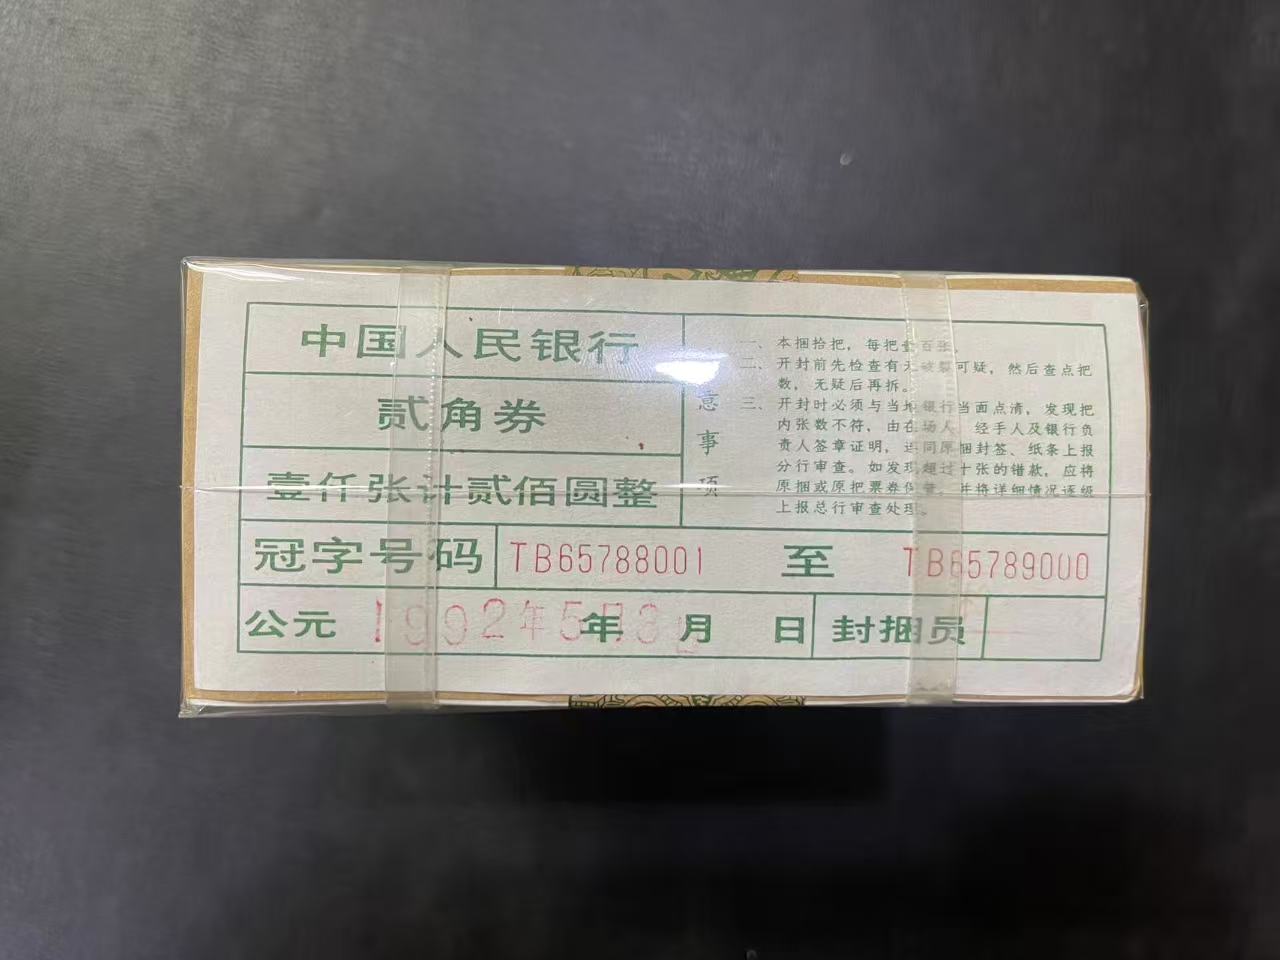 中国人民银行
贰角券
壹仟张计贰佰圆整
意事项
一、本捆拾把，每把壹百张。
二、开封前先检查有无破裂可疑，然后查点把
数，无疑后再拆。
三、开封时必须与当地银行当面点清，发现把
内张数不符，由在场人、经手人及银行负
责人签章证明，连同原捆封签、纸条上报
分行审查。如发现超过十张的错款，应将
原捆或原把票券保管，并将详细情况逐级
上报总行审查处理。
冠字号码 TB65788001 至 TB65789000
公元 1992年5月3 年 月 日 封捆员